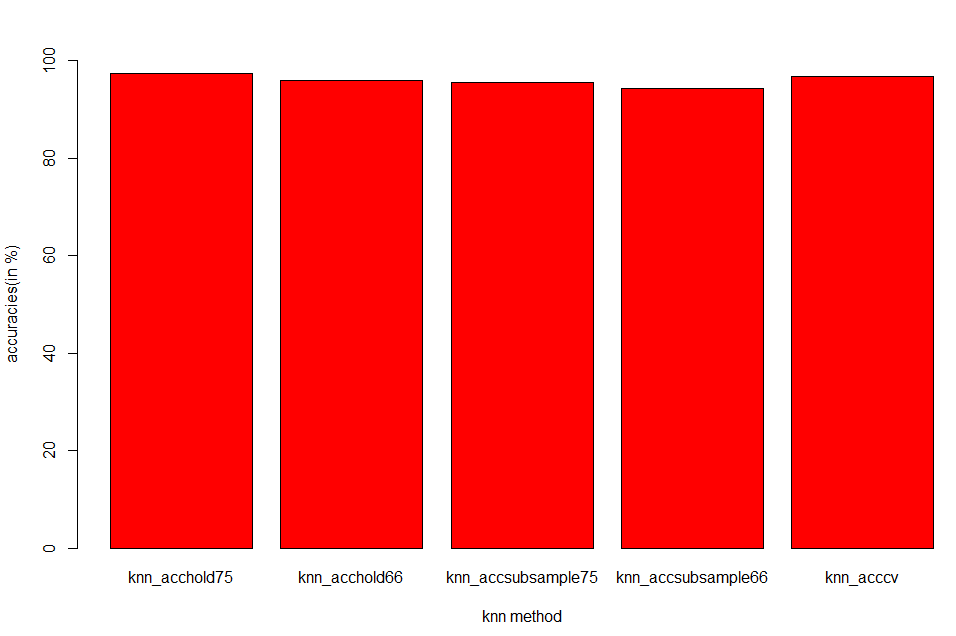 accuracies(in %)
100
80
60
40
20
0
knn_acchold75 knn_acchold66 knn_accsubsample75 knn_accsubsample66 knn_acccv
knn method